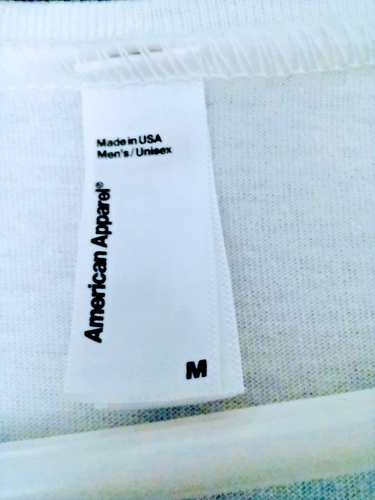 Made in USA
Men's/Unisex
American Apparel®
M